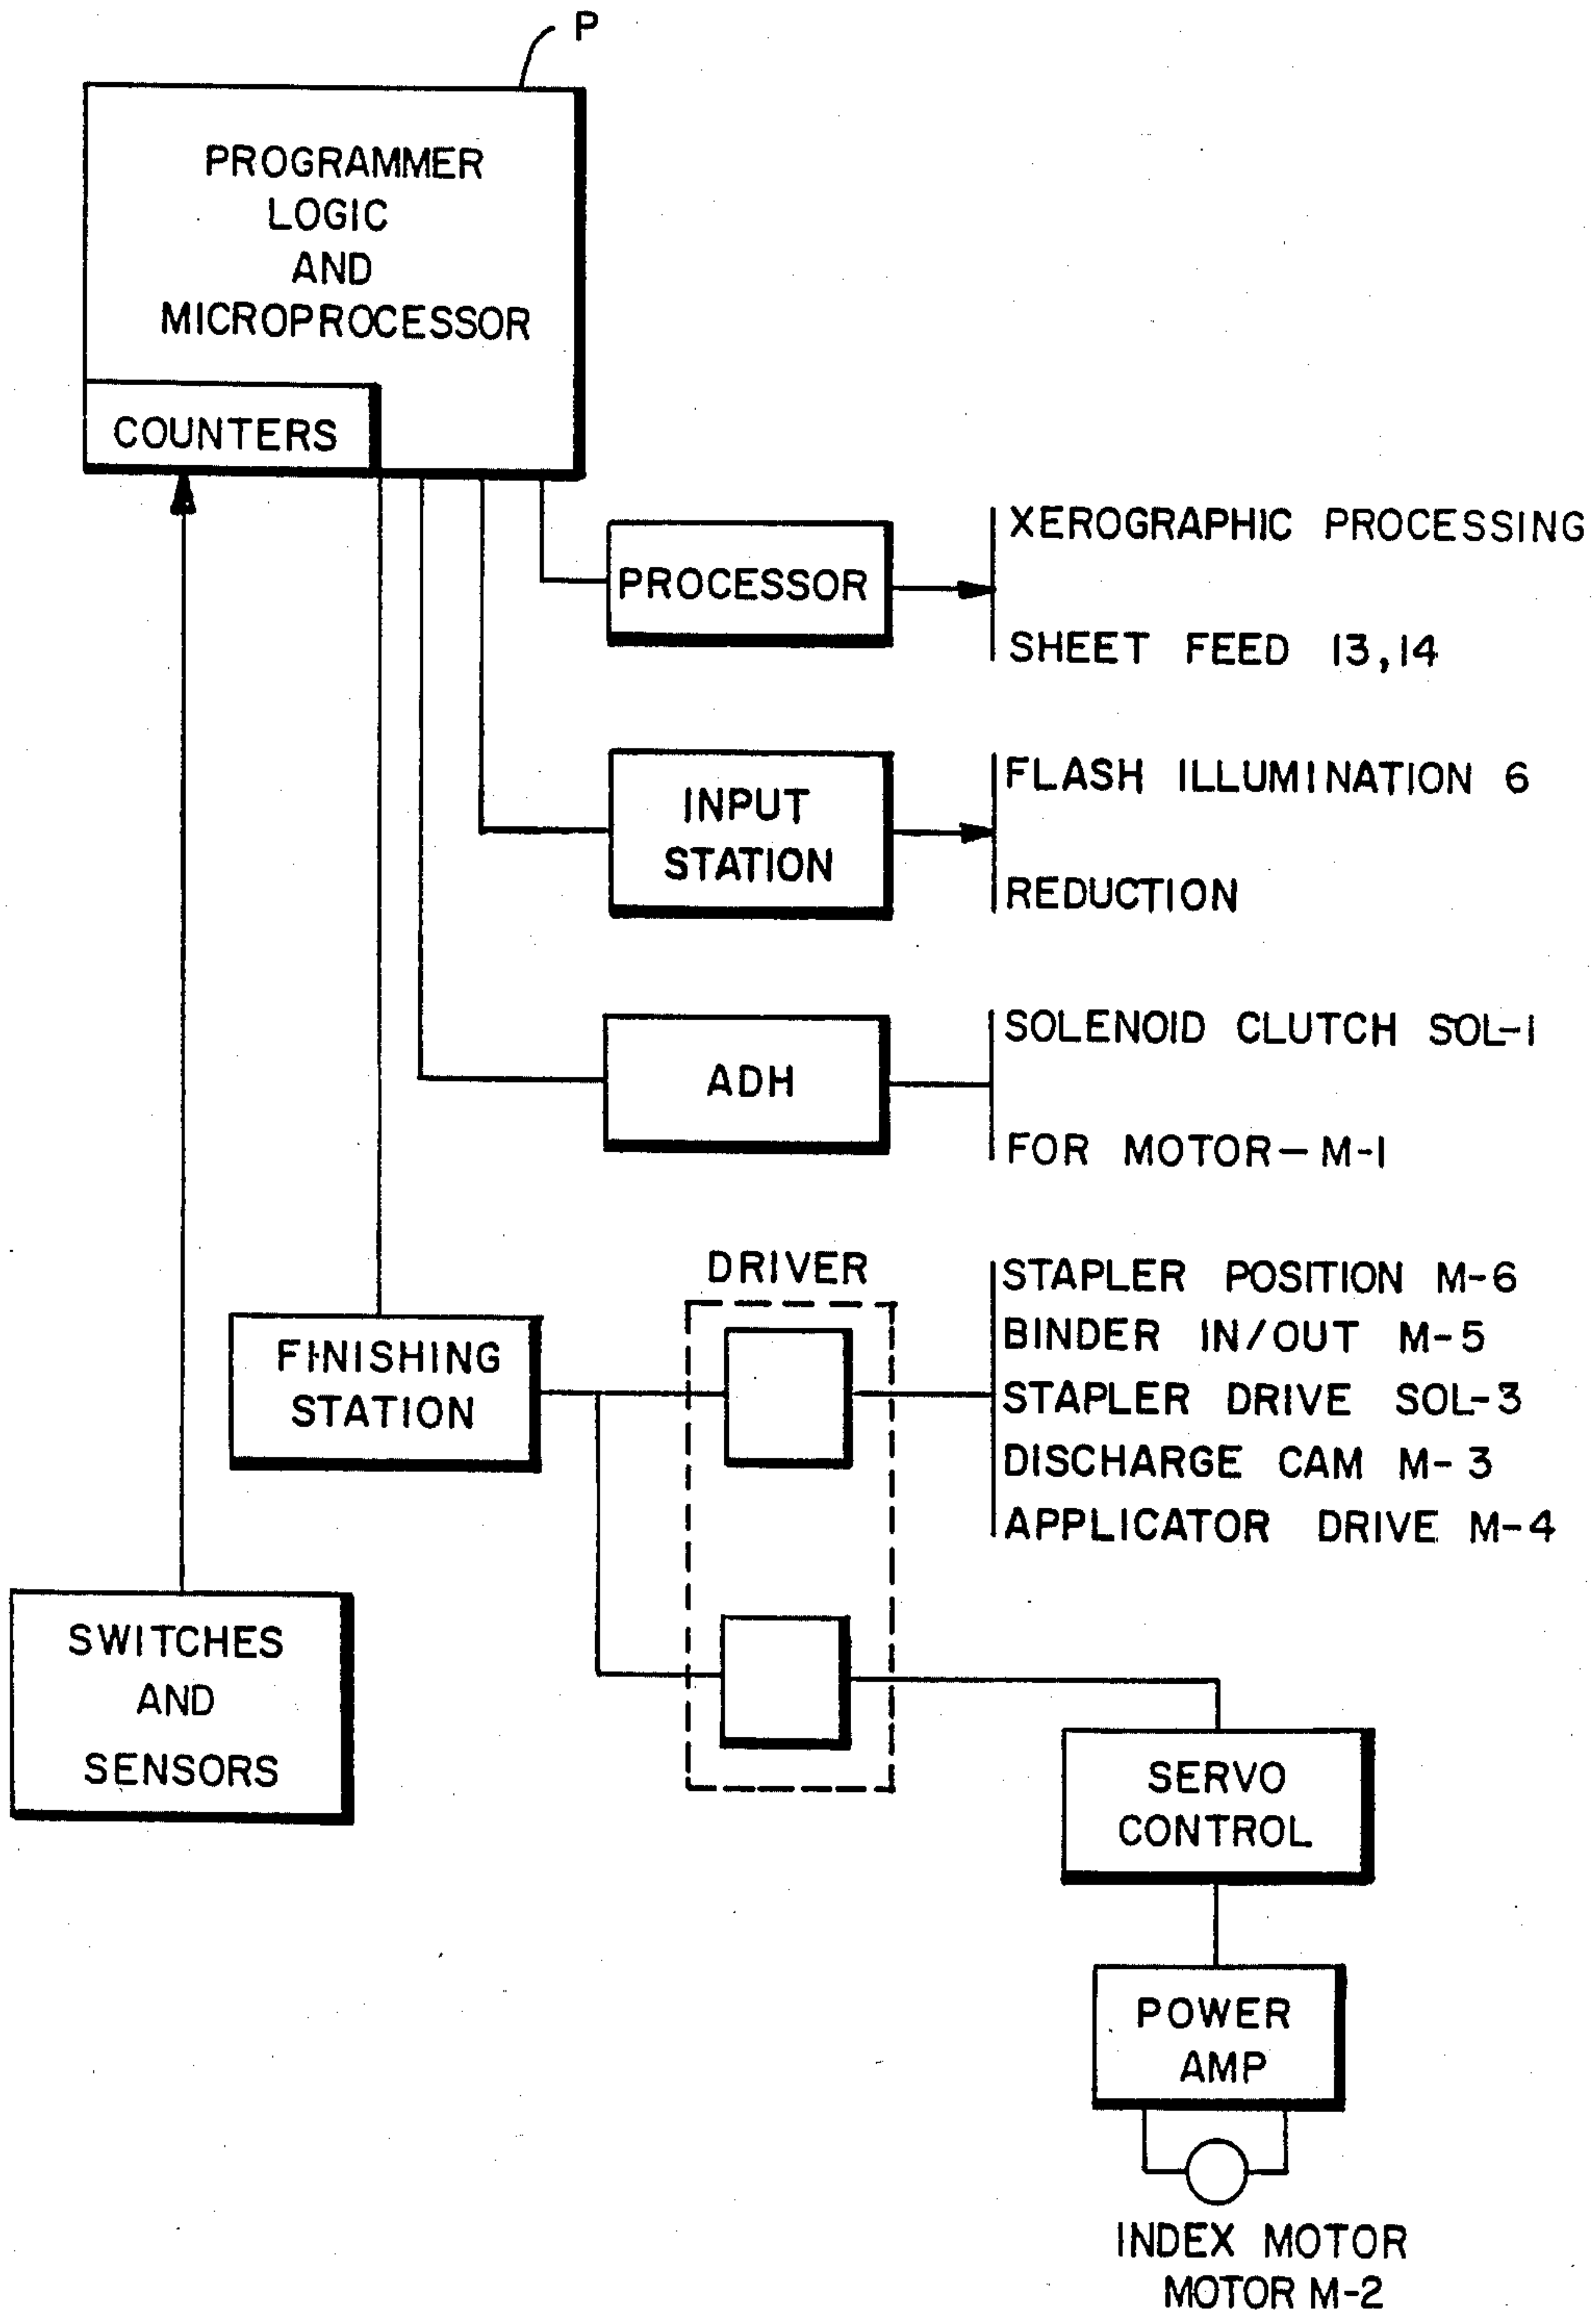 P
PROGRAMMER
LOGIC
AND
MICROPROCESSOR
COUNTERS
PROCESSOR
XEROGRAPHIC PROCESSING
SHEET FEED 13,14
INPUT
STATION
FLASH ILLUMINATION 6
REDUCTION
ADH
SOLENOID CLUTCH SOL-1
FOR MOTOR-M-1
DRIVER
FINISHING
STATION
STAPLER POSITION M-6
BINDER IN/OUT M-5
STAPLER DRIVE SOL-3
DISCHARGE CAM M-3
APPLICATOR DRIVE M-4
SWITCHES
AND
SENSORS
SERVO
CONTROL
POWER
AMP
INDEX MOTOR
MOTOR M-2